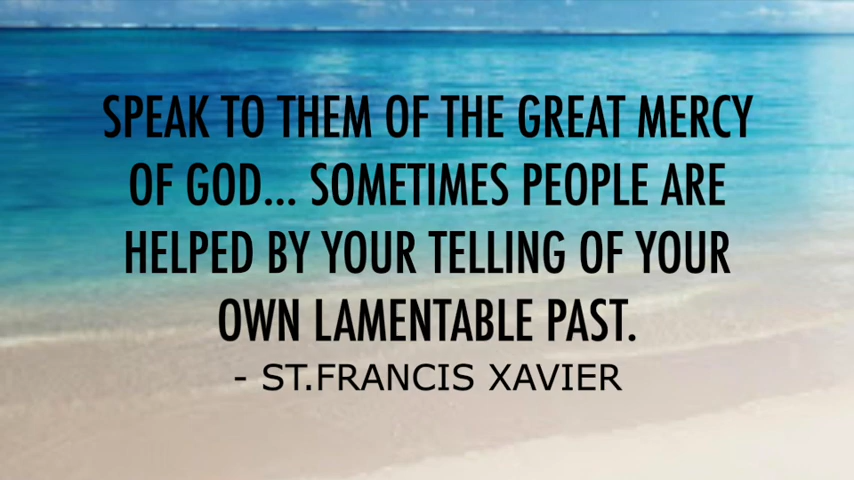 SPEAK TO THEM OF THE GREAT MERCY
OF GOD... SOMETIMES PEOPLE ARE
HELPED BY YOUR TELLING OF YOUR
OWN LAMENTABLE PAST.
- ST.FRANCIS XAVIER